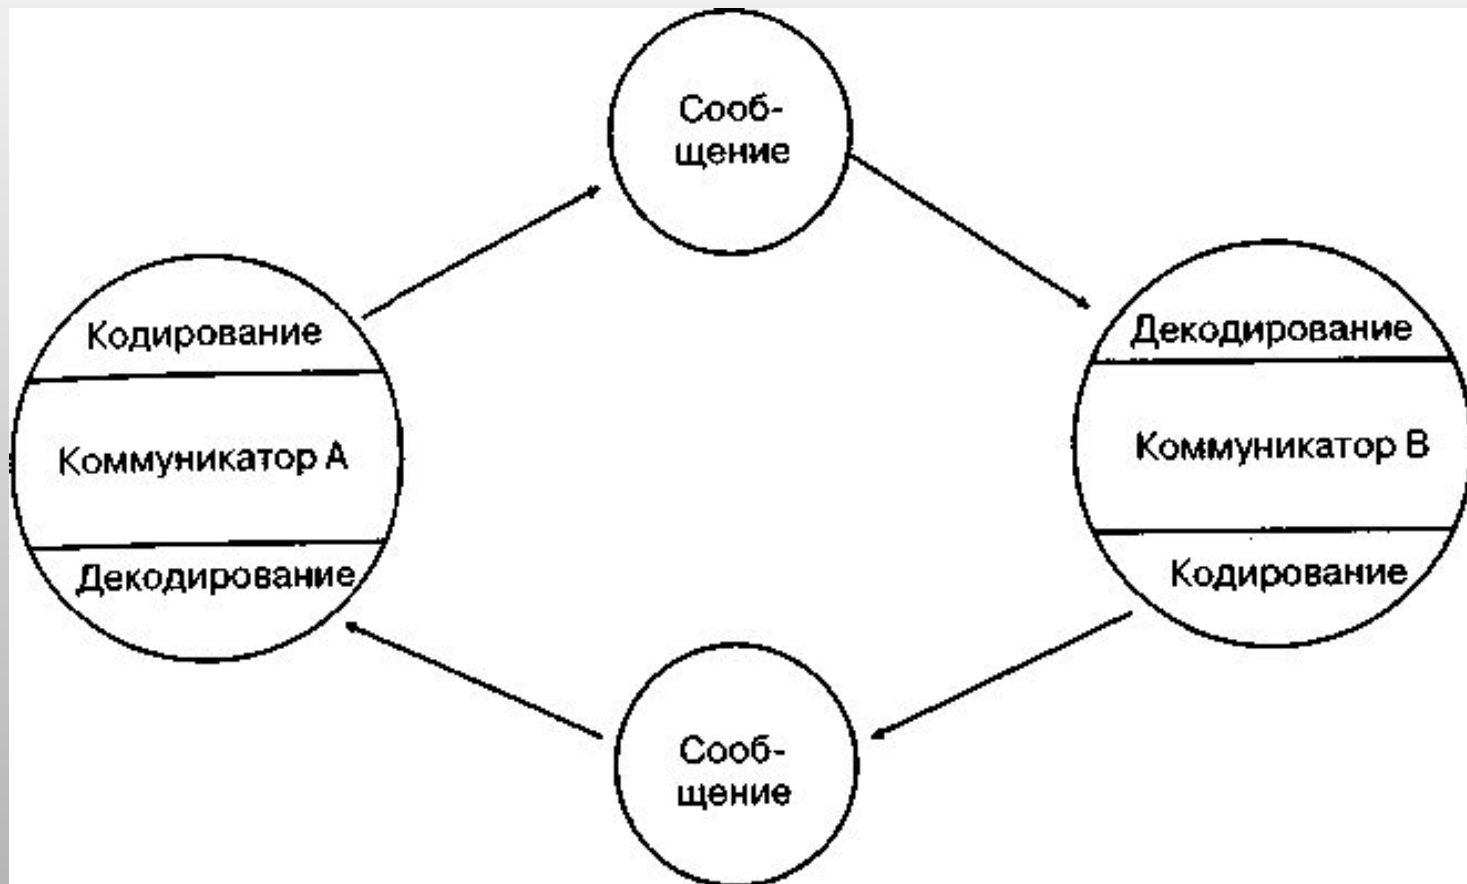 Сооб-
щение
Кодирование
Коммуникатор А
Декодирование
Декодирование
Коммуникатор В
Кодирование
Сооб-
щение